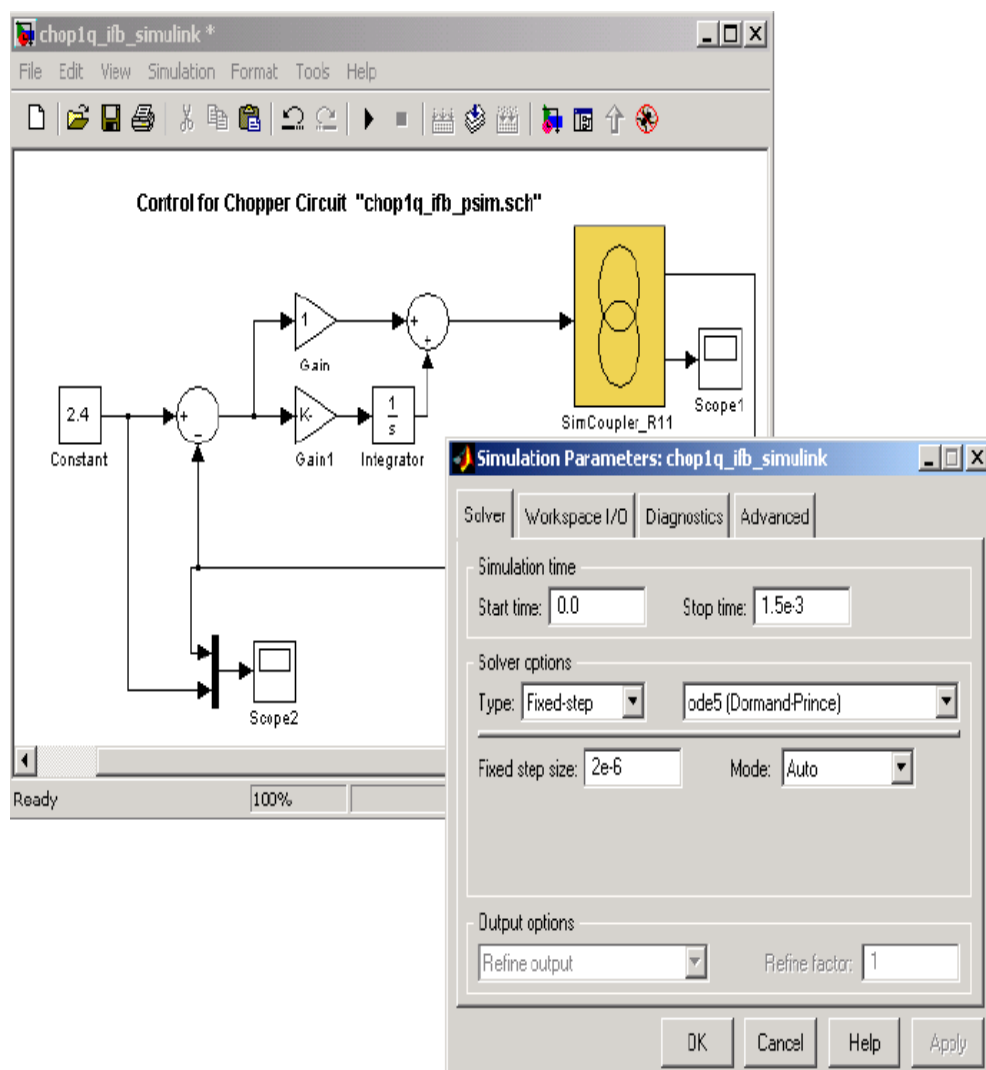 chop1q_ifb_simulink *
File Edit View Simulation Format Tools Help
Control for Chopper Circuit "chop1q_ifb_psim.sch"
1
Gain
+
+
2.4
Constant
+
−
K-
Gain1
1
s
Integrator
SimCoupler_R11
Scope1
Scope2
Ready
100%
Simulation Parameters: chop1q_ifb_simulink
Solver Workspace I/O Diagnostics Advanced
Simulation time
Start time: 0.0 Stop time: 1.5e-3
Solver options
Type: Fixed-step ode5 (Dormand-Prince)
Fixed step size: 2e-6 Mode: Auto
Output options
Refine output Refine factor: 1
OK Cancel Help Apply